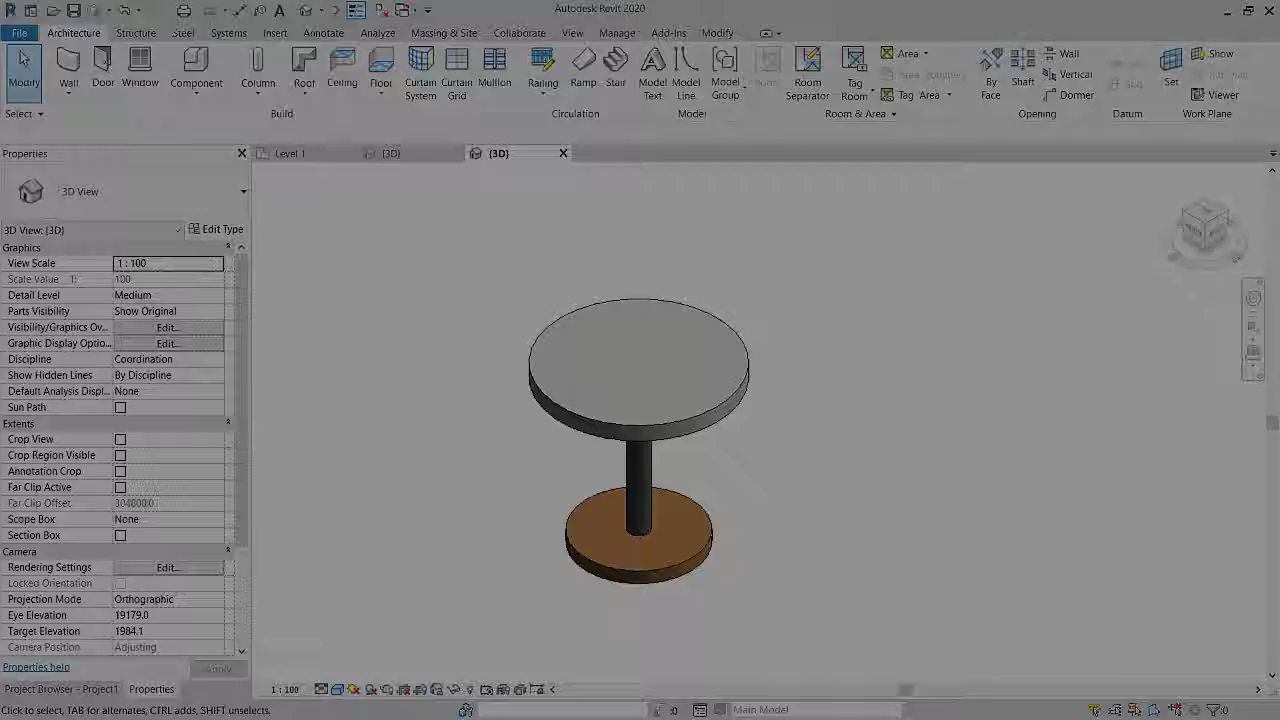 Autodesk Revit 2020
File Architecture Structure Steel Systems Insert Annotate Analyze Massing & Site Collaborate View Manage Add-Ins Modify
Modify Wall Door Window Component Column Roof Ceiling Floor Curtain System Curtain Grid Mullion Railing Ramp Stair Model Text Model Line Model Group Room Separator Tag Room Area Tag Area By Face Shaft Wall Vertical Dormer Set Show Viewer
Select Build Circulation Model Room & Area Opening Datum Work Plane
Properties
Level 1 {3D} {3D}
3D View
3D View: {3D} Edit Type
Graphics
View Scale 1 : 100
Scale Value 1: 100
Detail Level Medium
Parts Visibility Show Original
Visibility/Graphics Ov... Edit...
Graphic Display Optio... Edit...
Discipline Coordination
Show Hidden Lines By Discipline
Default Analysis Displ... None
Sun Path
Extents
Crop View
Crop Region Visible
Annotation Crop
Far Clip Active
Far Clip Offset 304800.0
Scope Box None
Section Box
Camera
Rendering Settings Edit...
Locked Orientation
Projection Mode Orthographic
Eye Elevation 19179.0
Target Elevation 1984.1
Camera Position Adjusting
Properties help Apply
Project Browser - Project1 Properties
1 : 100
Click to select, TAB for alternates, CTRL adds, SHIFT unselects.
:0 Main Model :0